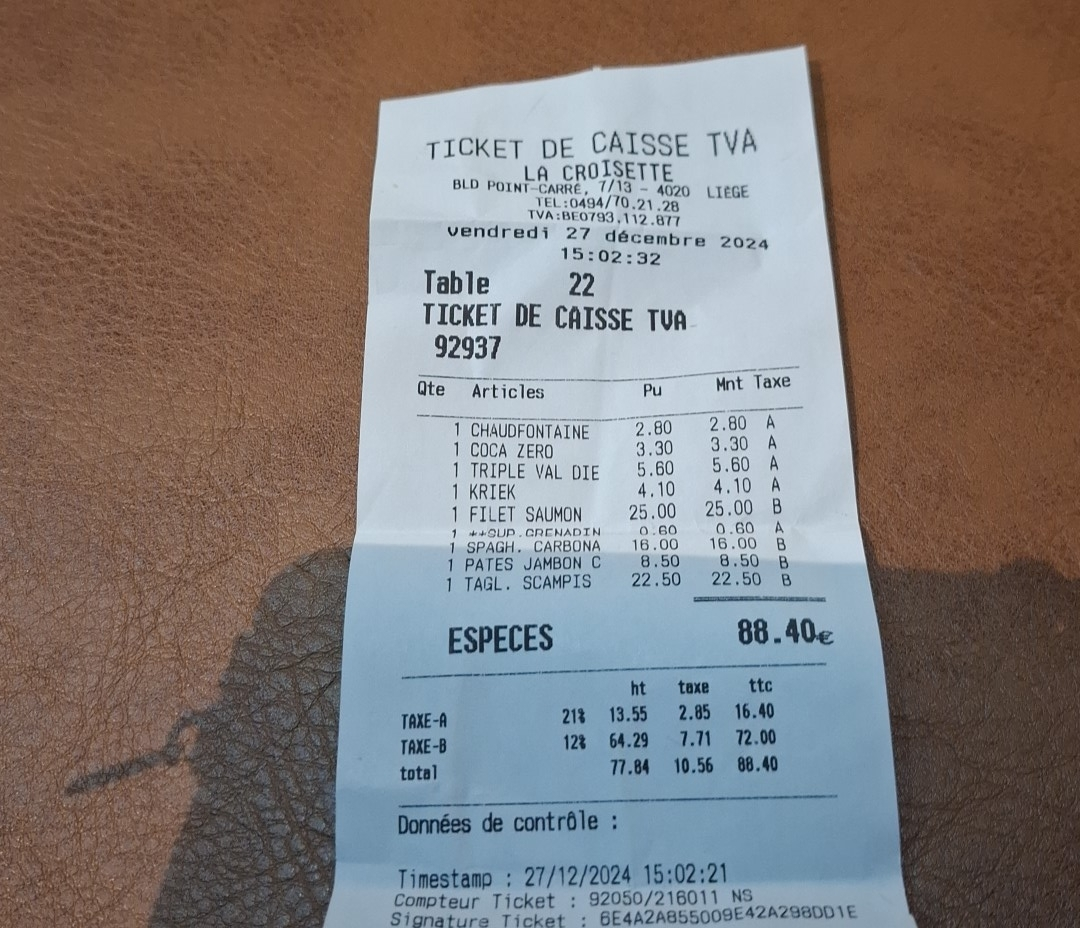 TICKET DE CAISSE TVA
LA CROISETTE
BLD POINT-CARRÉ, 7/13 - 4020 LIEGE
TEL:0494/70.21.28
TVA:BE0793.112.877
vendredi 27 décembre 2024
15:02:32
Table 22
TICKET DE CAISSE TVA
92937
Qte Articles Pu Mnt Taxe
1 CHAUDFONTAINE 2.80 2.80 A
1 COCA ZERO 3.30 3.30 A
1 TRIPLE VAL DIE 5.60 5.60 A
1 KRIEK 4.10 4.10 A
1 FILET SAUMON 25.00 25.00 B
1 ++SUP.GRENADIN 0.60 0.60 A
1 SPAGH. CARBONA 16.00 16.00 B
1 PATES JAMBON C 8.50 8.50 B
1 TAGL. SCAMPIS 22.50 22.50 B
ESPECES 88.40€
ht taxe ttc
TAXE-A 21% 13.55 2.85 16.40
TAXE-B 12% 64.29 7.71 72.00
total 77.84 10.56 88.40
Données de contrôle :
Timestamp : 27/12/2024 15:02:21
Compteur Ticket : 92050/216011 NS
Signature Ticket : 6E4A2A855009E42A298DD1E